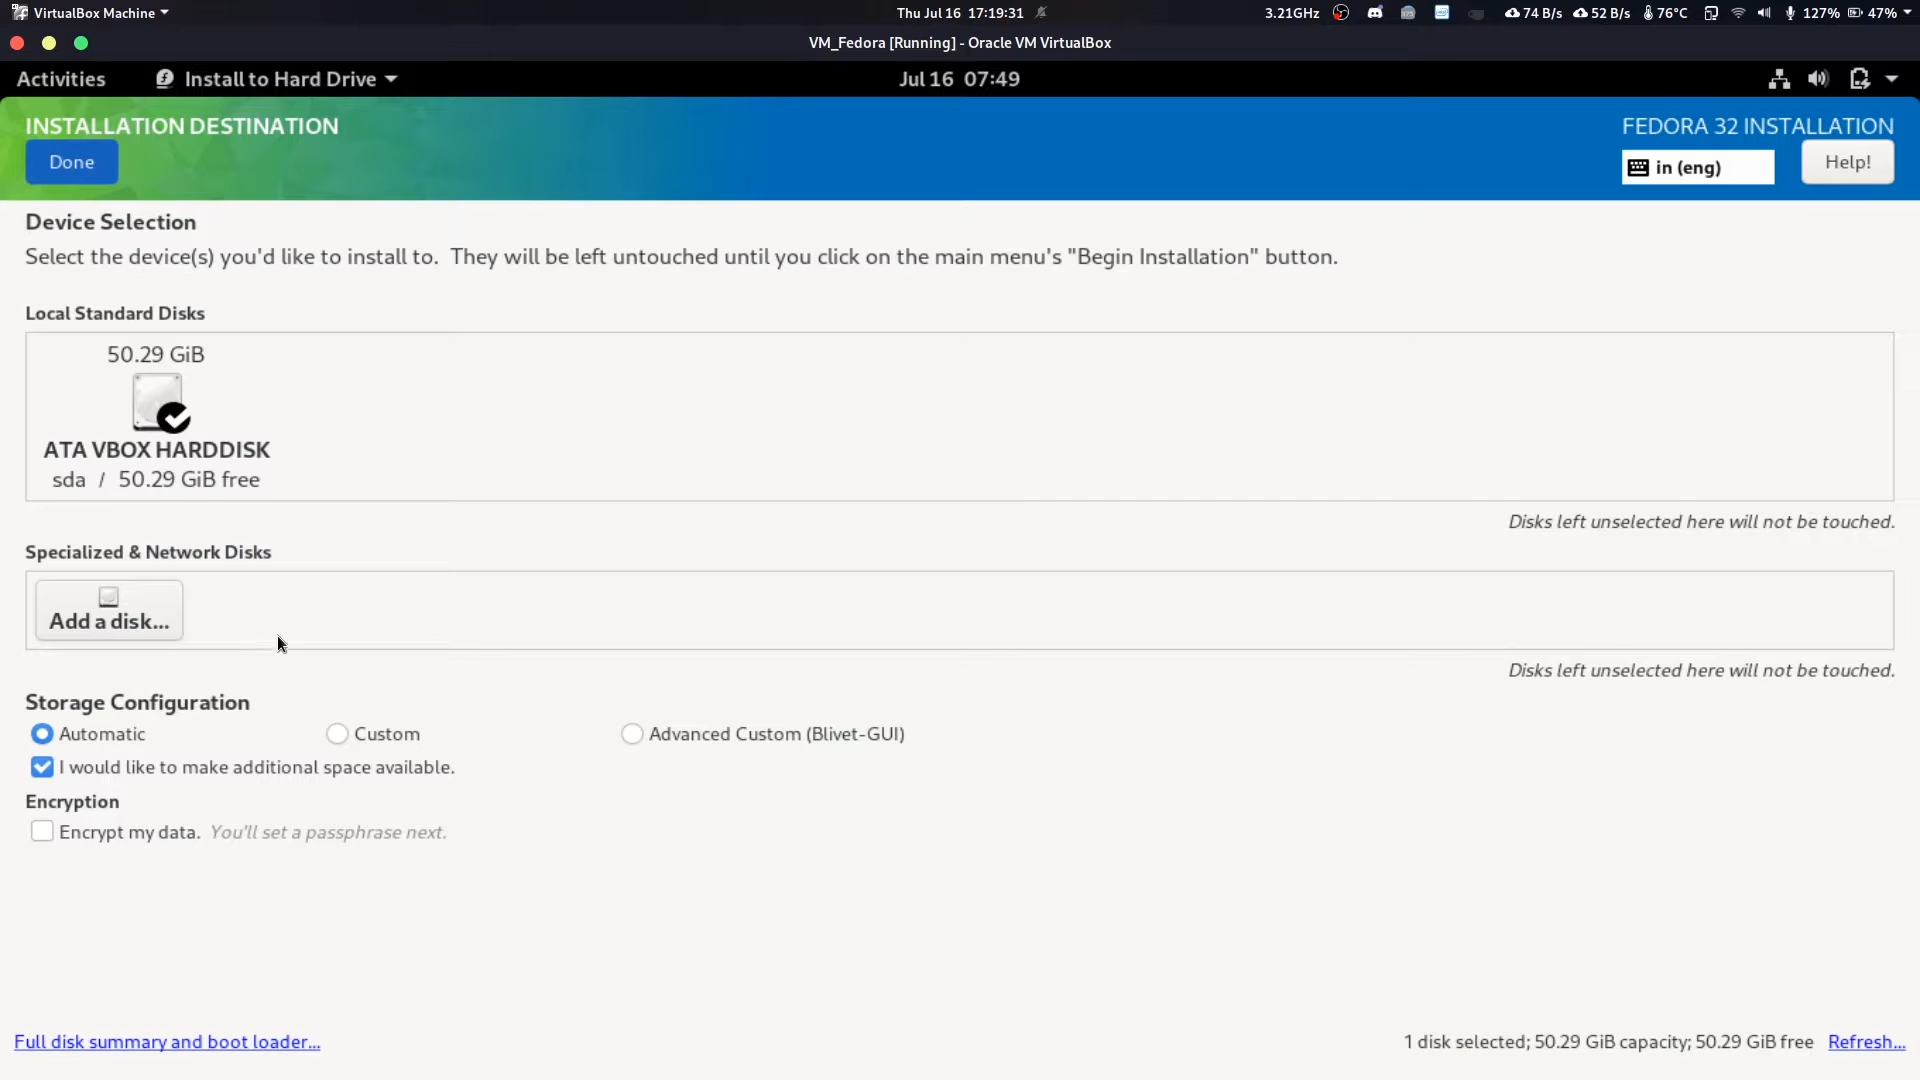 VirtualBox Machine
Thu Jul 16 17:19:31
3.21GHz
74 B/s
52 B/s
76°C
127%
47%
VM_Fedora [Running] - Oracle VM VirtualBox
Activities
Install to Hard Drive
Jul 16 07:49
INSTALLATION DESTINATION
FEDORA 32 INSTALLATION
Done
in (eng)
Help!
Device Selection
Select the device(s) you'd like to install to. They will be left untouched until you click on the main menu's "Begin Installation" button.
Local Standard Disks
50.29 GiB
ATA VBOX HARDDISK
sda / 50.29 GiB free
Disks left unselected here will not be touched.
Specialized & Network Disks
Add a disk...
Disks left unselected here will not be touched.
Storage Configuration
Automatic
Custom
Advanced Custom (Blivet-GUI)
I would like to make additional space available.
Encryption
Encrypt my data. You'll set a passphrase next.
Full disk summary and boot loader...
1 disk selected; 50.29 GiB capacity; 50.29 GiB free
Refresh...